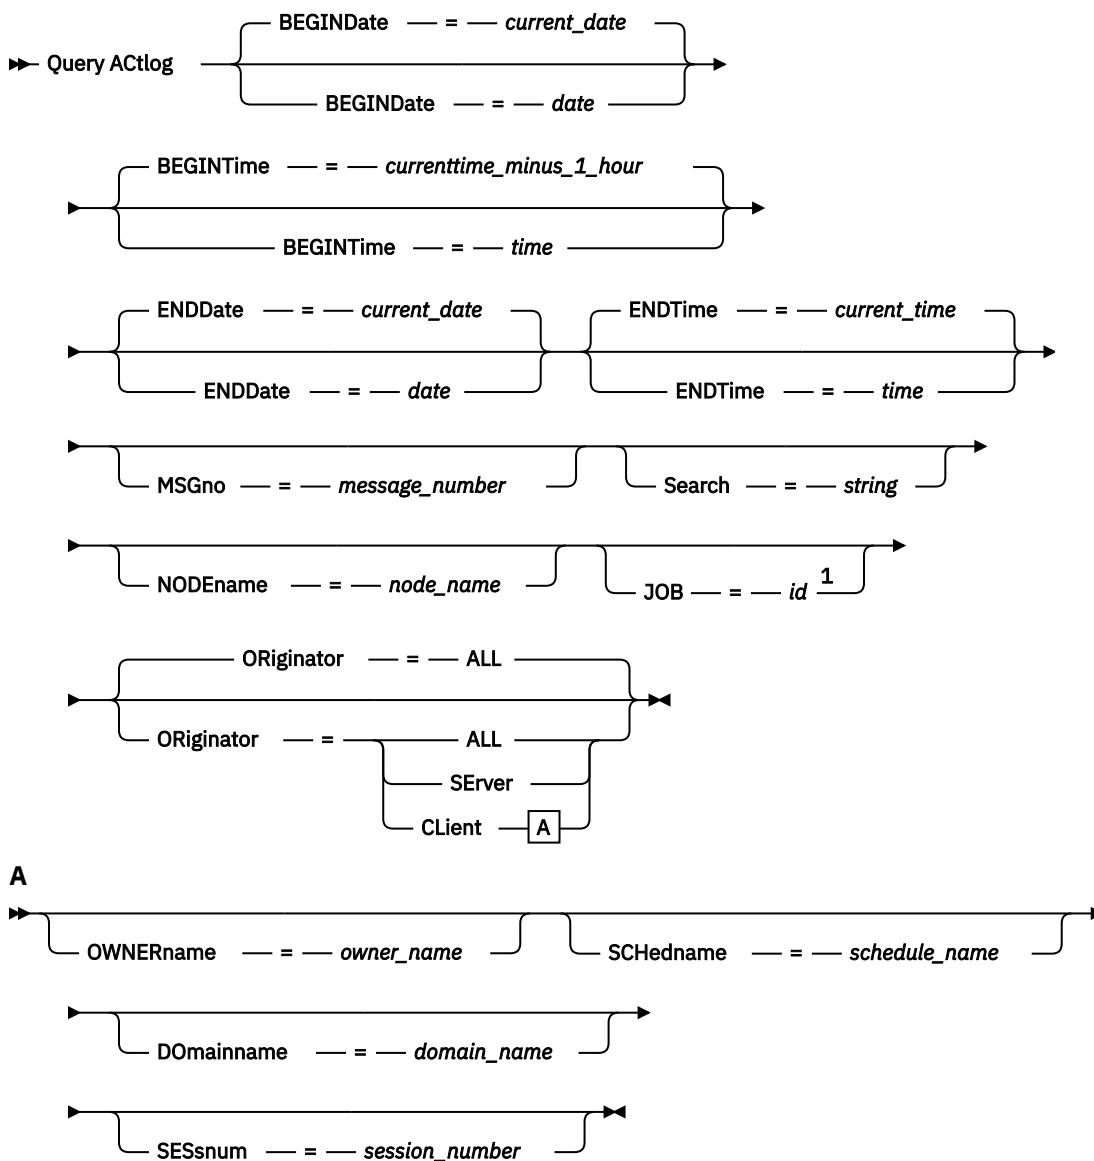 BEGINDate = current_date
Query ACtlog
BEGINDate = date
BEGINTime = currenttime_minus_1_hour
BEGINTime = time
ENDDate = current_date ENDTime = current_time
ENDDate = date ENDTime = time
MSGno = message_number Search = string
NODEname = node_name JOB = id 1
ORiginator = ALL
ORiginator = ALL
SErver
CLient A
A
OWNERname = owner_name SCHedname = schedule_name
DOmainname = domain_name
SESsnum = session_number